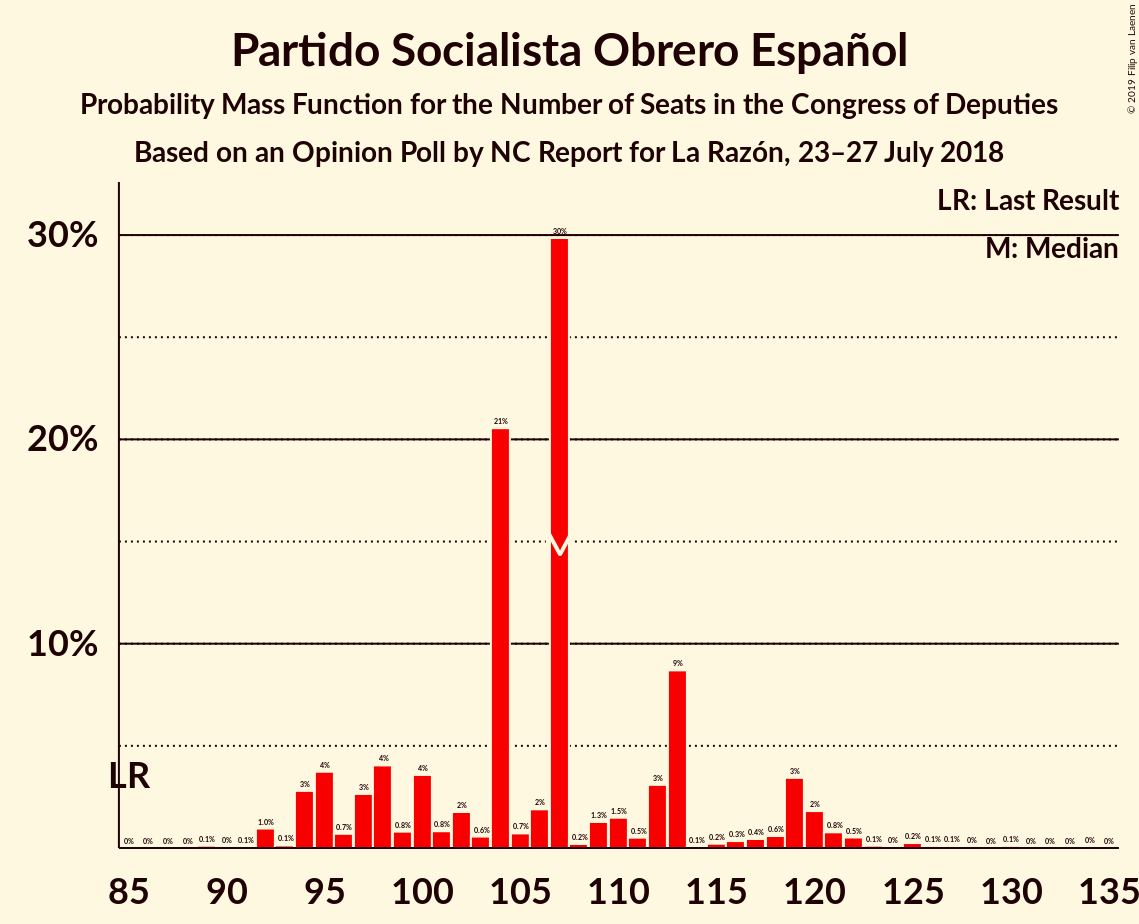 Partido Socialista Obrero Español
Probability Mass Function for the Number of Seats in the Congress of Deputies
Based on an Opinion Poll by NC Report for La Razón, 23–27 July 2018
© 2019 Filip van Laenen
LR: Last Result
M: Median
30%
20%
10%
LR
0% 0% 0% 0% 0.1% 0% 0.1% 1.0% 0.1% 3% 4% 0.7% 3% 4% 0.8% 4% 0.8% 2% 0.6% 21% 0.7% 2% 30% 0.2% 1.3% 1.5% 0.5% 3% 9% 0.1% 0.2% 0.3% 0.4% 0.6% 3% 2% 0.8% 0.5% 0.1% 0% 0.2% 0.1% 0.1% 0% 0% 0.1% 0% 0% 0% 0% 0%
85 90 95 100 105 110 115 120 125 130 135